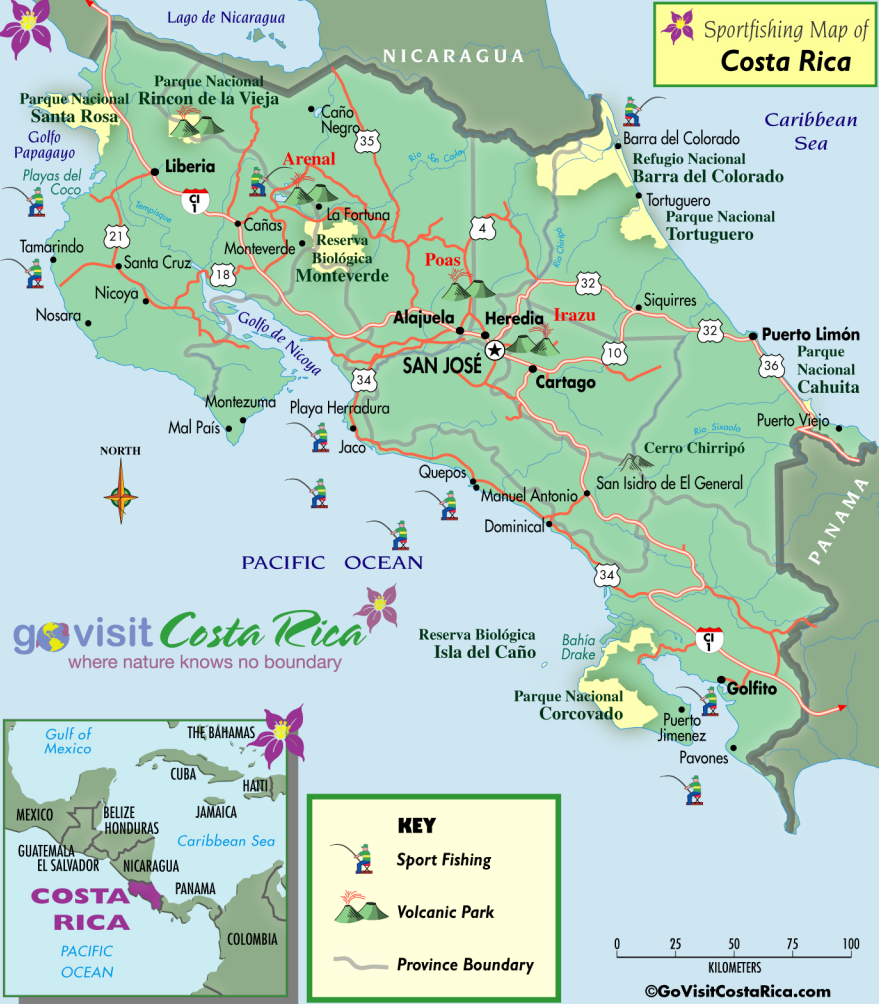 Lago de Nicaragua
NICARAGUA
Sportfishing Map of
Costa Rica
Parque Nacional
Rincon de la Vieja
Parque Nacional
Santa Rosa
Golfo
Papagayo
Playas del
Coco
Caño
Negro
35
Rio San Carlos
Arenal
Liberia
CI
1
Tempisque
Barra del Colorado
Refugio Nacional
Barra del Colorado
Caribbean
Sea
Tortuguero
Parque Nacional
Tortuguero
La Fortuna
Cañas
Monteverde
Reserva
Biológica
Monteverde
21
Tamarindo
Santa Cruz
18
Nicoya
Nosara
4
Rio Chiripo
Poas
32
Siquirres
Golfo de Nicoya
Alajuela
Heredia
Irazu
32
Puerto Limón
SAN JOSÉ
10
36
Parque
Nacional
Cahuita
Cartago
34
Montezuma
Mal País
Playa Herradura
Jaco
Puerto Viejo
Rio Sixaola
Cerro Chirripó
NORTH
Quepos
Manuel Antonio
San Isidro de El General
Dominical
PANAMA
PACIFIC OCEAN
34
govisit Costa Rica
where nature knows no boundary
Reserva Biológica
Isla del Caño
Bahía
Drake
CI
1
Parque Nacional
Corcovado
Golfito
Puerto
Jimenez
Pavones
Gulf of
Mexico
THE BAHAMAS
CUBA
HAITI
MEXICO
BELIZE
JAMAICA
HONDURAS
Caribbean Sea
GUATEMALA
EL SALVADOR
NICARAGUA
COSTA
RICA
PANAMA
COLOMBIA
PACIFIC
OCEAN
KEY
Sport Fishing
Volcanic Park
Province Boundary
0 25 50 75 100
KILOMETERS
©GoVisitCostaRica.com